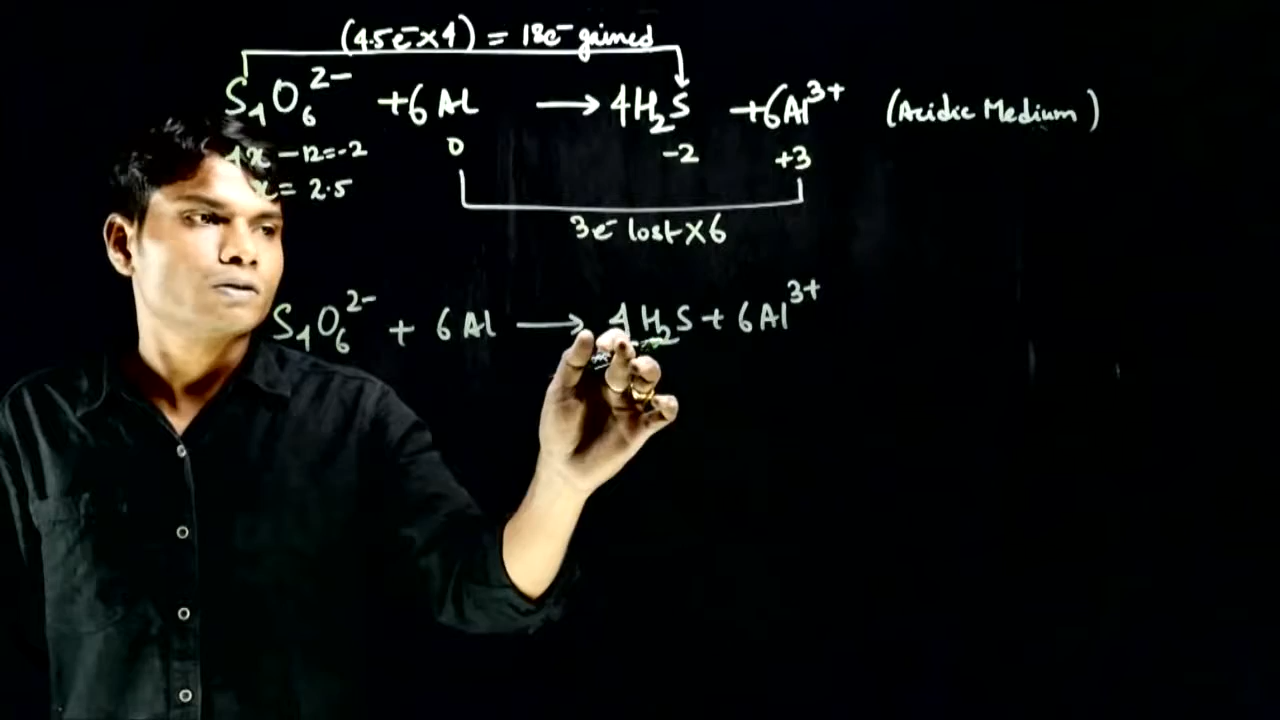 (4.5e⁻×4) = 18e⁻ gained
S₄O₆²⁻ +6Al ⟶ 4H₂S +6Al³⁺ (Acidic Medium)
4x −12=−2 0 −2 +3
x = 2.5
3e⁻ lost×6
S₄O₆²⁻ + 6Al ⟶ 4H₂S + 6Al³⁺